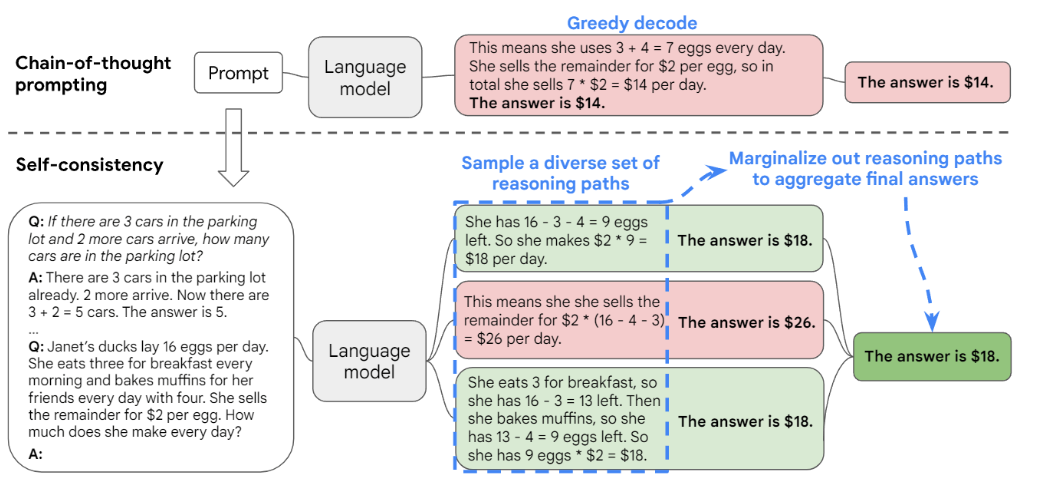 Greedy decode
Chain-of-thought
prompting
Prompt
Language
model
This means she uses 3 + 4 = 7 eggs every day.
She sells the remainder for $2 per egg, so in
total she sells 7 * $2 = $14 per day.
The answer is $14.
The answer is $14.
Self-consistency
Sample a diverse set of
reasoning paths
Marginalize out reasoning paths
to aggregate final answers
Q: If there are 3 cars in the parking
lot and 2 more cars arrive, how many
cars are in the parking lot?
A: There are 3 cars in the parking lot
already. 2 more arrive. Now there are
3 + 2 = 5 cars. The answer is 5.
...
Q: Janet’s ducks lay 16 eggs per day.
She eats three for breakfast every
morning and bakes muffins for her
friends every day with four. She sells
the remainder for $2 per egg. How
much does she make every day?
A:
Language
model
She has 16 - 3 - 4 = 9 eggs
left. So she makes $2 * 9 =
$18 per day.
The answer is $18.
This means she she sells the
remainder for $2 * (16 - 4 - 3)
= $26 per day.
The answer is $26.
She eats 3 for breakfast, so
she has 16 - 3 = 13 left. Then
she bakes muffins, so she
has 13 - 4 = 9 eggs left. So
she has 9 eggs * $2 = $18.
The answer is $18.
The answer is $18.